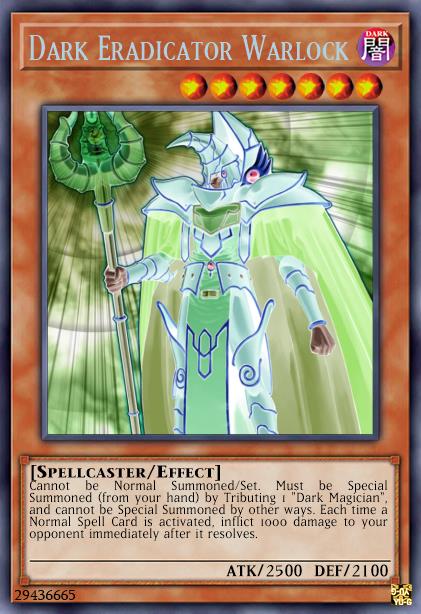 DARK ERADICATOR WARLOCK
DARK
闇
[SPELLCASTER/EFFECT]
Cannot be Normal Summoned/Set. Must be Special
Summoned (from your hand) by Tributing 1 "Dark Magician",
and cannot be Special Summoned by other ways. Each time a
Normal Spell Card is activated, inflict 1000 damage to your
opponent immediately after it resolves.
ATK/2500 DEF/2100
29436665